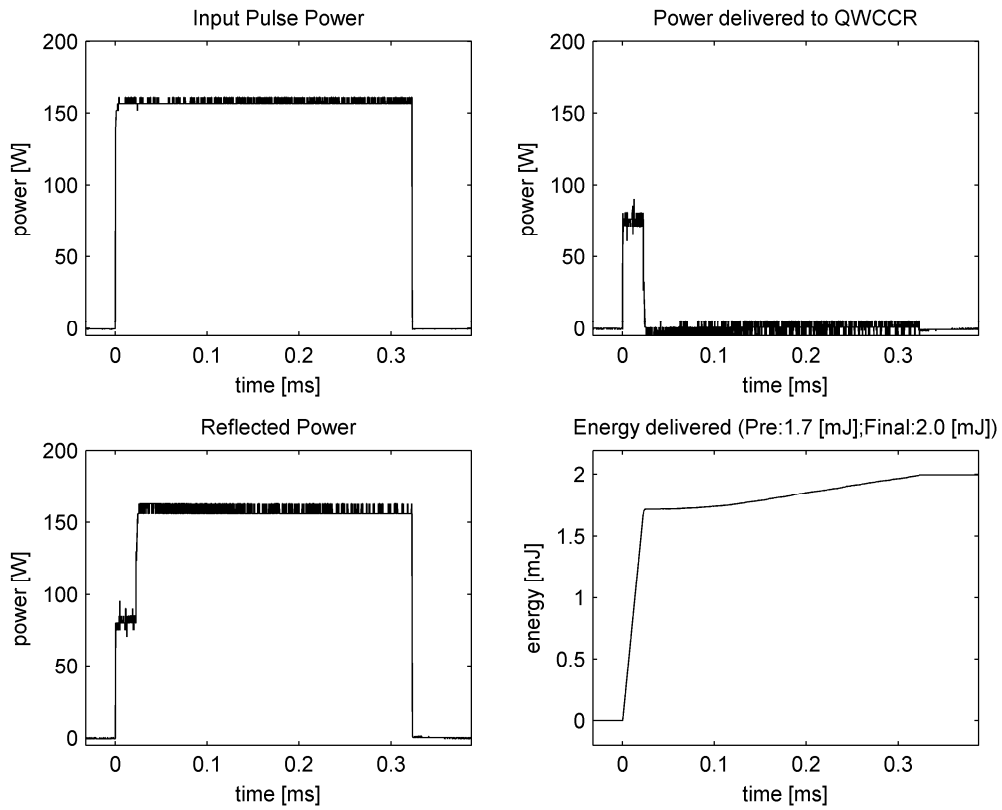 Input Pulse Power
200
150
100
50
0
power [W]
0 0.1 0.2 0.3
time [ms]
Power delivered to QWCCR
200
150
100
50
0
power [W]
0 0.1 0.2 0.3
time [ms]
Reflected Power
200
150
100
50
0
power [W]
0 0.1 0.2 0.3
time [ms]
Energy delivered (Pre:1.7 [mJ];Final:2.0 [mJ])
2
1.5
1
0.5
0
energy [mJ]
0 0.1 0.2 0.3
time [ms]